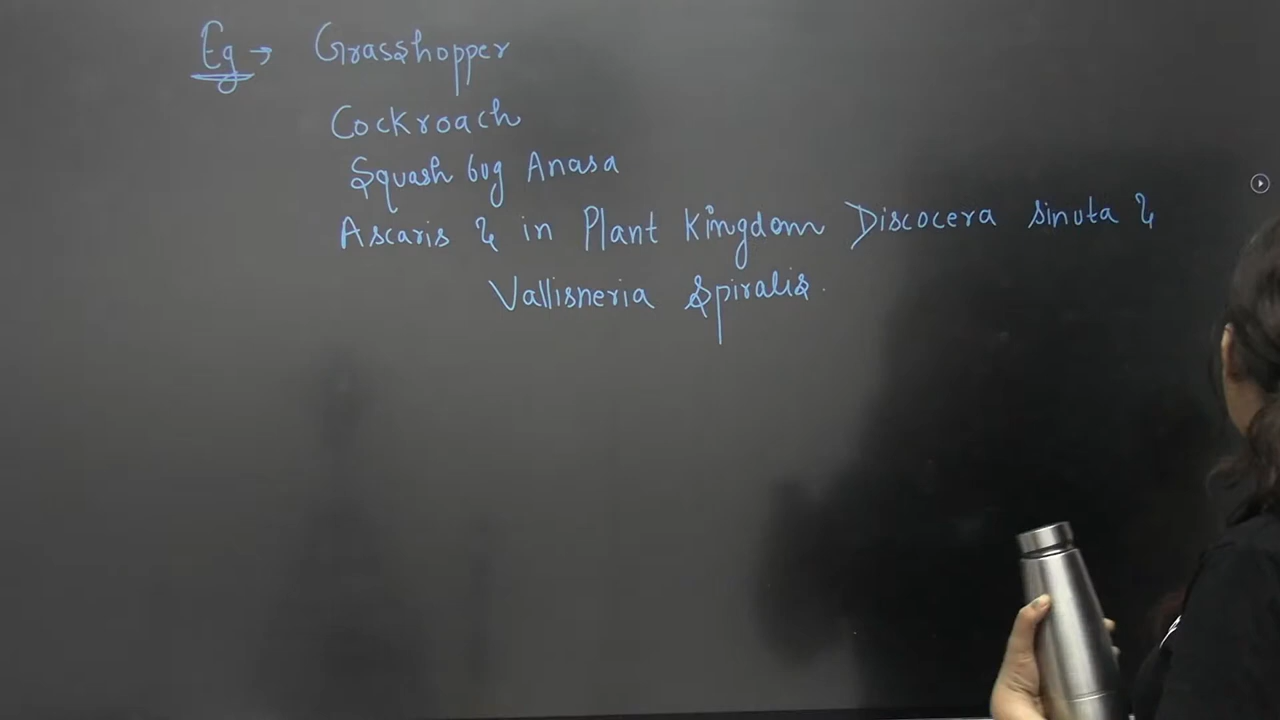 Eg → Grasshopper
Cockroach
Squash bug Anasa
Ascaris & in Plant Kingdom Discocera sinuta &
Vallisneria Spiralis.